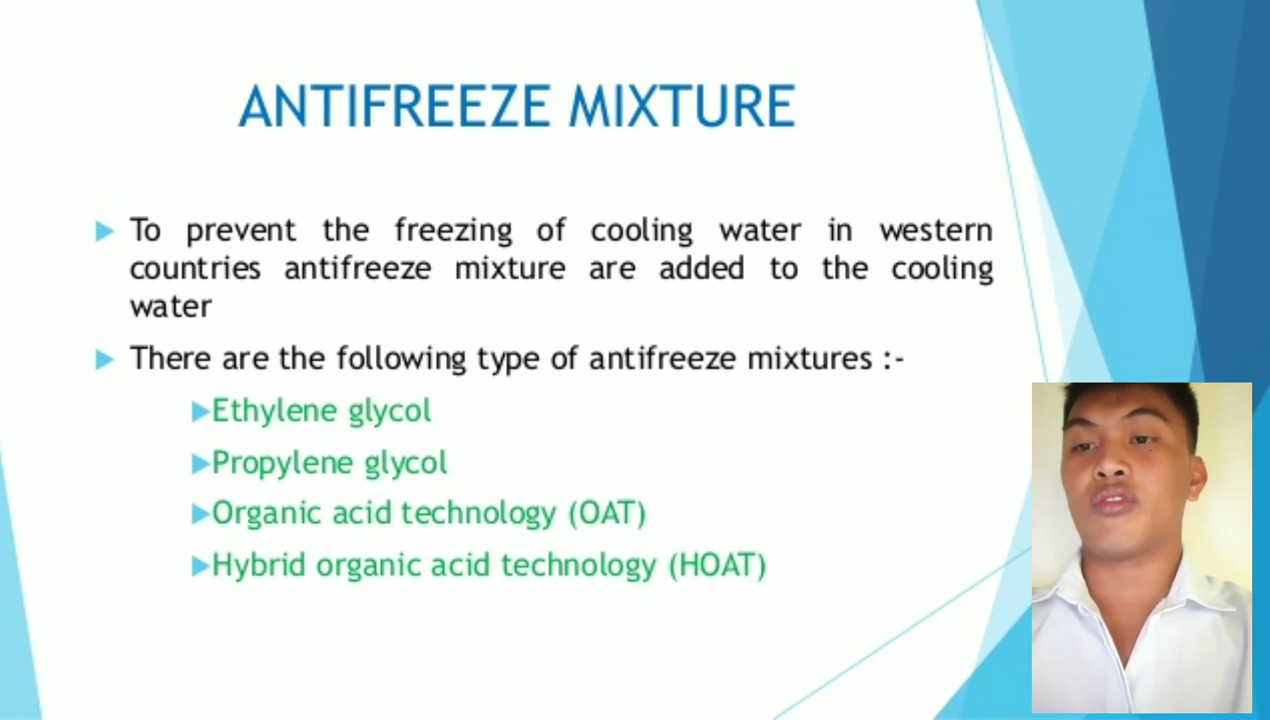 ANTIFREEZE MIXTURE
To prevent the freezing of cooling water in western
countries antifreeze mixture are added to the cooling
water
There are the following type of antifreeze mixtures :-
Ethylene glycol
Propylene glycol
Organic acid technology (OAT)
Hybrid organic acid technology (HOAT)